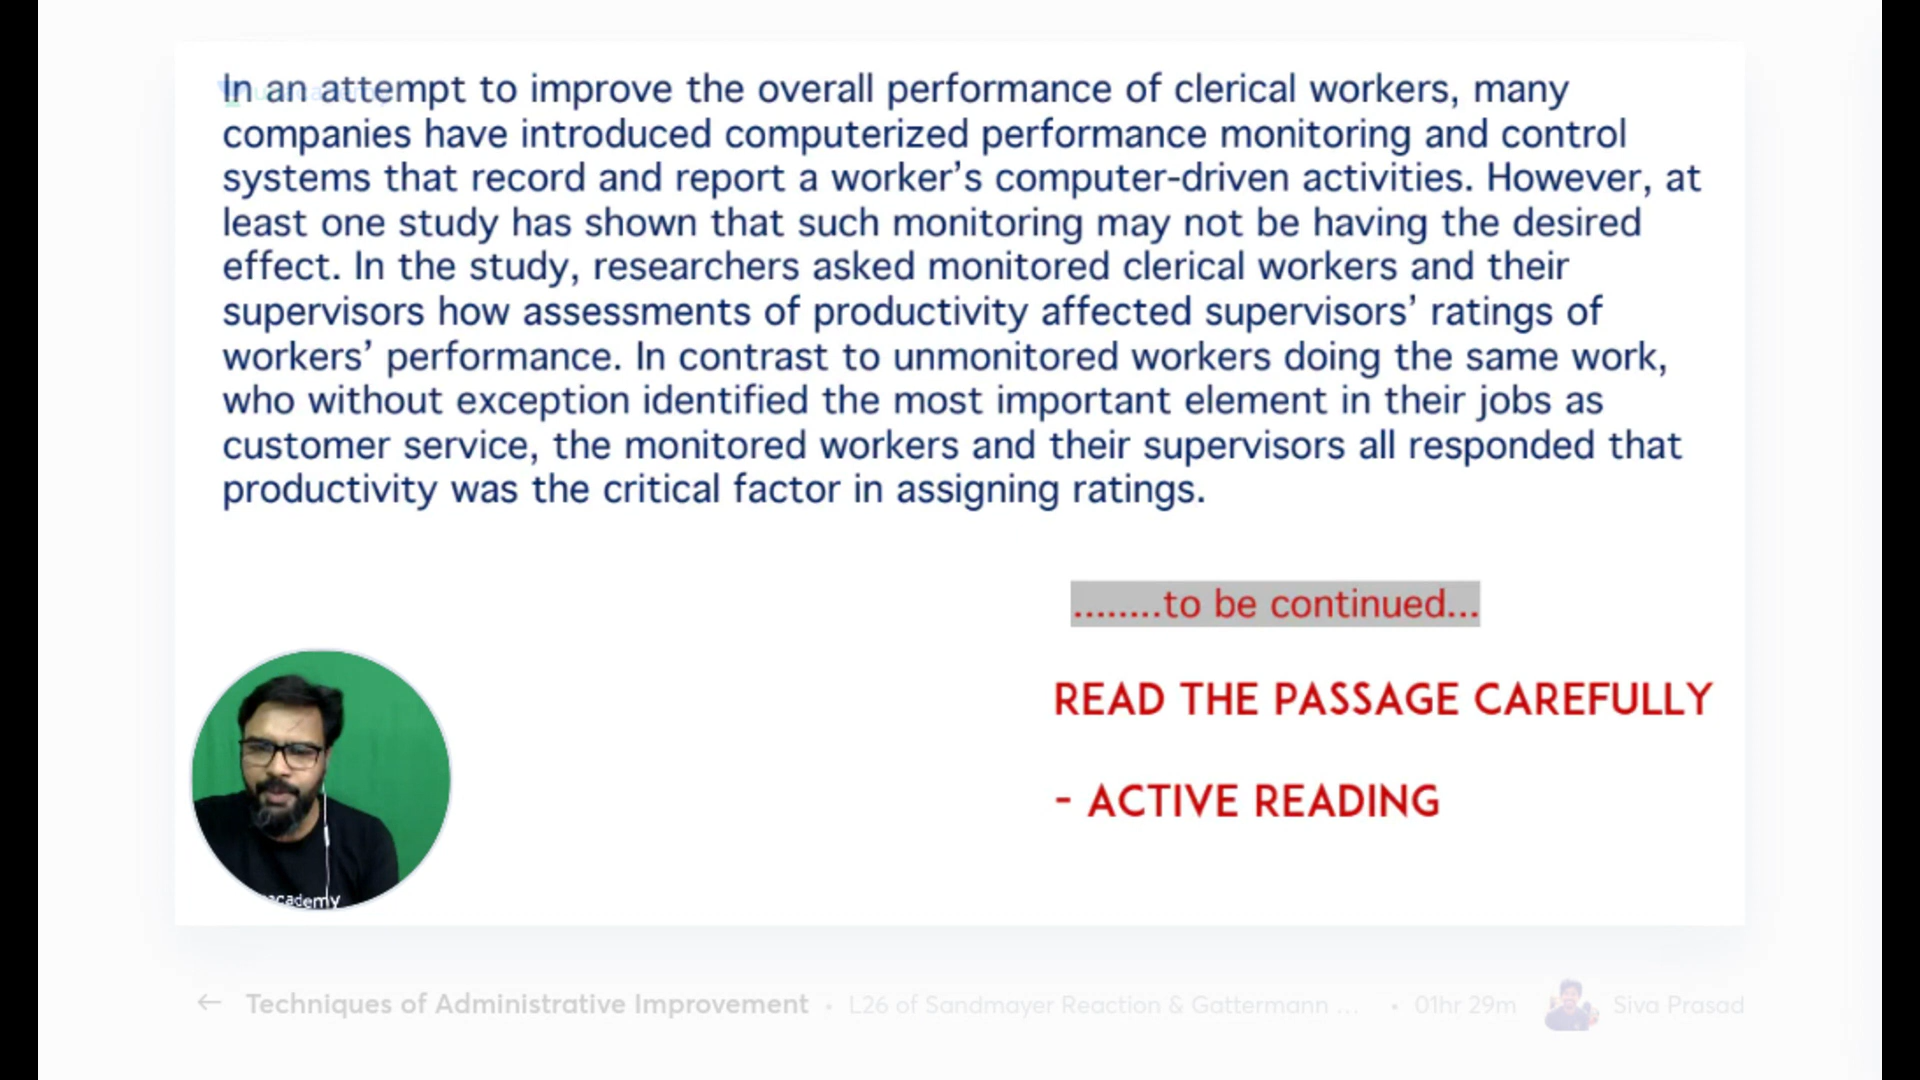 In an attempt to improve the overall performance of clerical workers, many
companies have introduced computerized performance monitoring and control
systems that record and report a worker’s computer-driven activities. However, at
least one study has shown that such monitoring may not be having the desired
effect. In the study, researchers asked monitored clerical workers and their
supervisors how assessments of productivity affected supervisors’ ratings of
workers’ performance. In contrast to unmonitored workers doing the same work,
who without exception identified the most important element in their jobs as
customer service, the monitored workers and their supervisors all responded that
productivity was the critical factor in assigning ratings.
........to be continued...
READ THE PASSAGE CAREFULLY
- ACTIVE READING
academy
← Techniques of Administrative Improvement • L26 of Sandmayer Reaction & Gattermann ... • 01hr 29m Siva Prasad